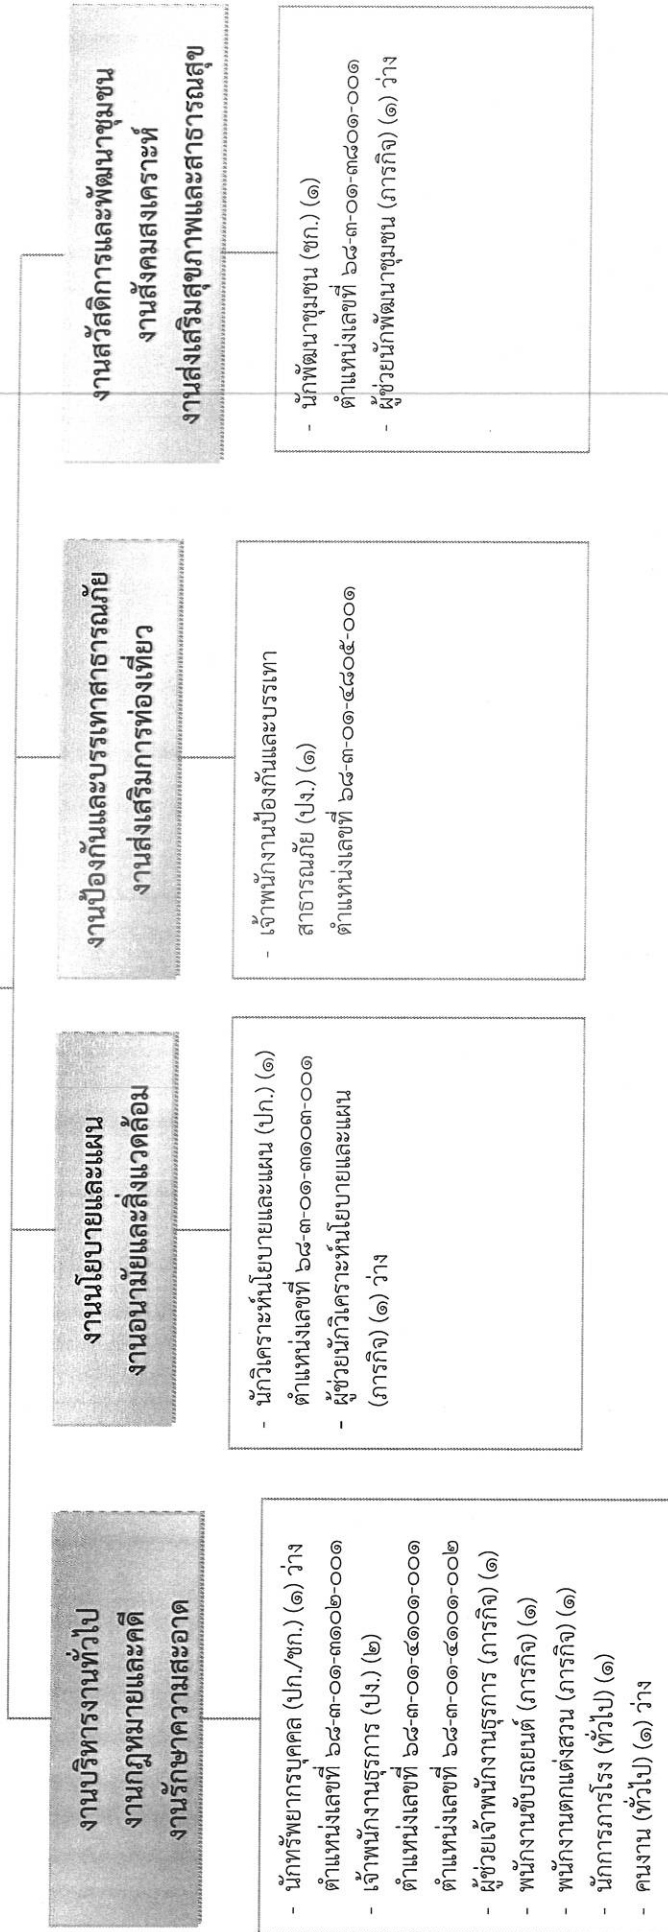 งานบริหารงานทั่วไป
งานกฎหมายและคดี
งานรักษาความสะอาด
- นักทรัพยากรบุคคล (ปก./ชก.) (๑) ว่าง
ตำแหน่งเลขที่ ๖๘-๓-๐๑-๓๑๐๒-๐๐๑
- เจ้าพนักงานธุรการ (ปง.) (๒)
ตำแหน่งเลขที่ ๖๘-๓-๐๑-๔๑๐๑-๐๐๑
ตำแหน่งเลขที่ ๖๘-๓-๐๑-๔๑๐๑-๐๐๒
- ผู้ช่วยเจ้าพนักงานธุรการ (ภารกิจ) (๑)
- พนักงานขับรถยนต์ (ภารกิจ) (๑)
- พนักงานตกแต่งสวน (ภารกิจ) (๑)
- นักการภารโรง (ทั่วไป) (๑)
- คนงาน (ทั่วไป) (๑) ว่าง
งานนโยบายและแผน
งานอนามัยและสิ่งแวดล้อม
- นักวิเคราะห์นโยบายและแผน (ปก.) (๑)
ตำแหน่งเลขที่ ๖๘-๓-๐๑-๓๑๐๓-๐๐๑
- ผู้ช่วยนักวิเคราะห์นโยบายและแผน
(ภารกิจ) (๑) ว่าง
งานป้องกันและบรรเทาสาธารณภัย
งานส่งเสริมการท่องเที่ยว
- เจ้าพนักงานป้องกันและบรรเทา
สาธารณภัย (ปง.) (๑)
ตำแหน่งเลขที่ ๖๘-๓-๐๑-๔๘๐๕-๐๐๑
งานสวัสดิการและพัฒนาชุมชน
งานสังคมสงเคราะห์
งานส่งเสริมสุขภาพและสาธารณสุข
- นักพัฒนาชุมชน (ชก.) (๑)
ตำแหน่งเลขที่ ๖๘-๓-๐๑-๓๘๐๑-๐๐๑
- ผู้ช่วยนักพัฒนาชุมชน (ภารกิจ) (๑) ว่าง